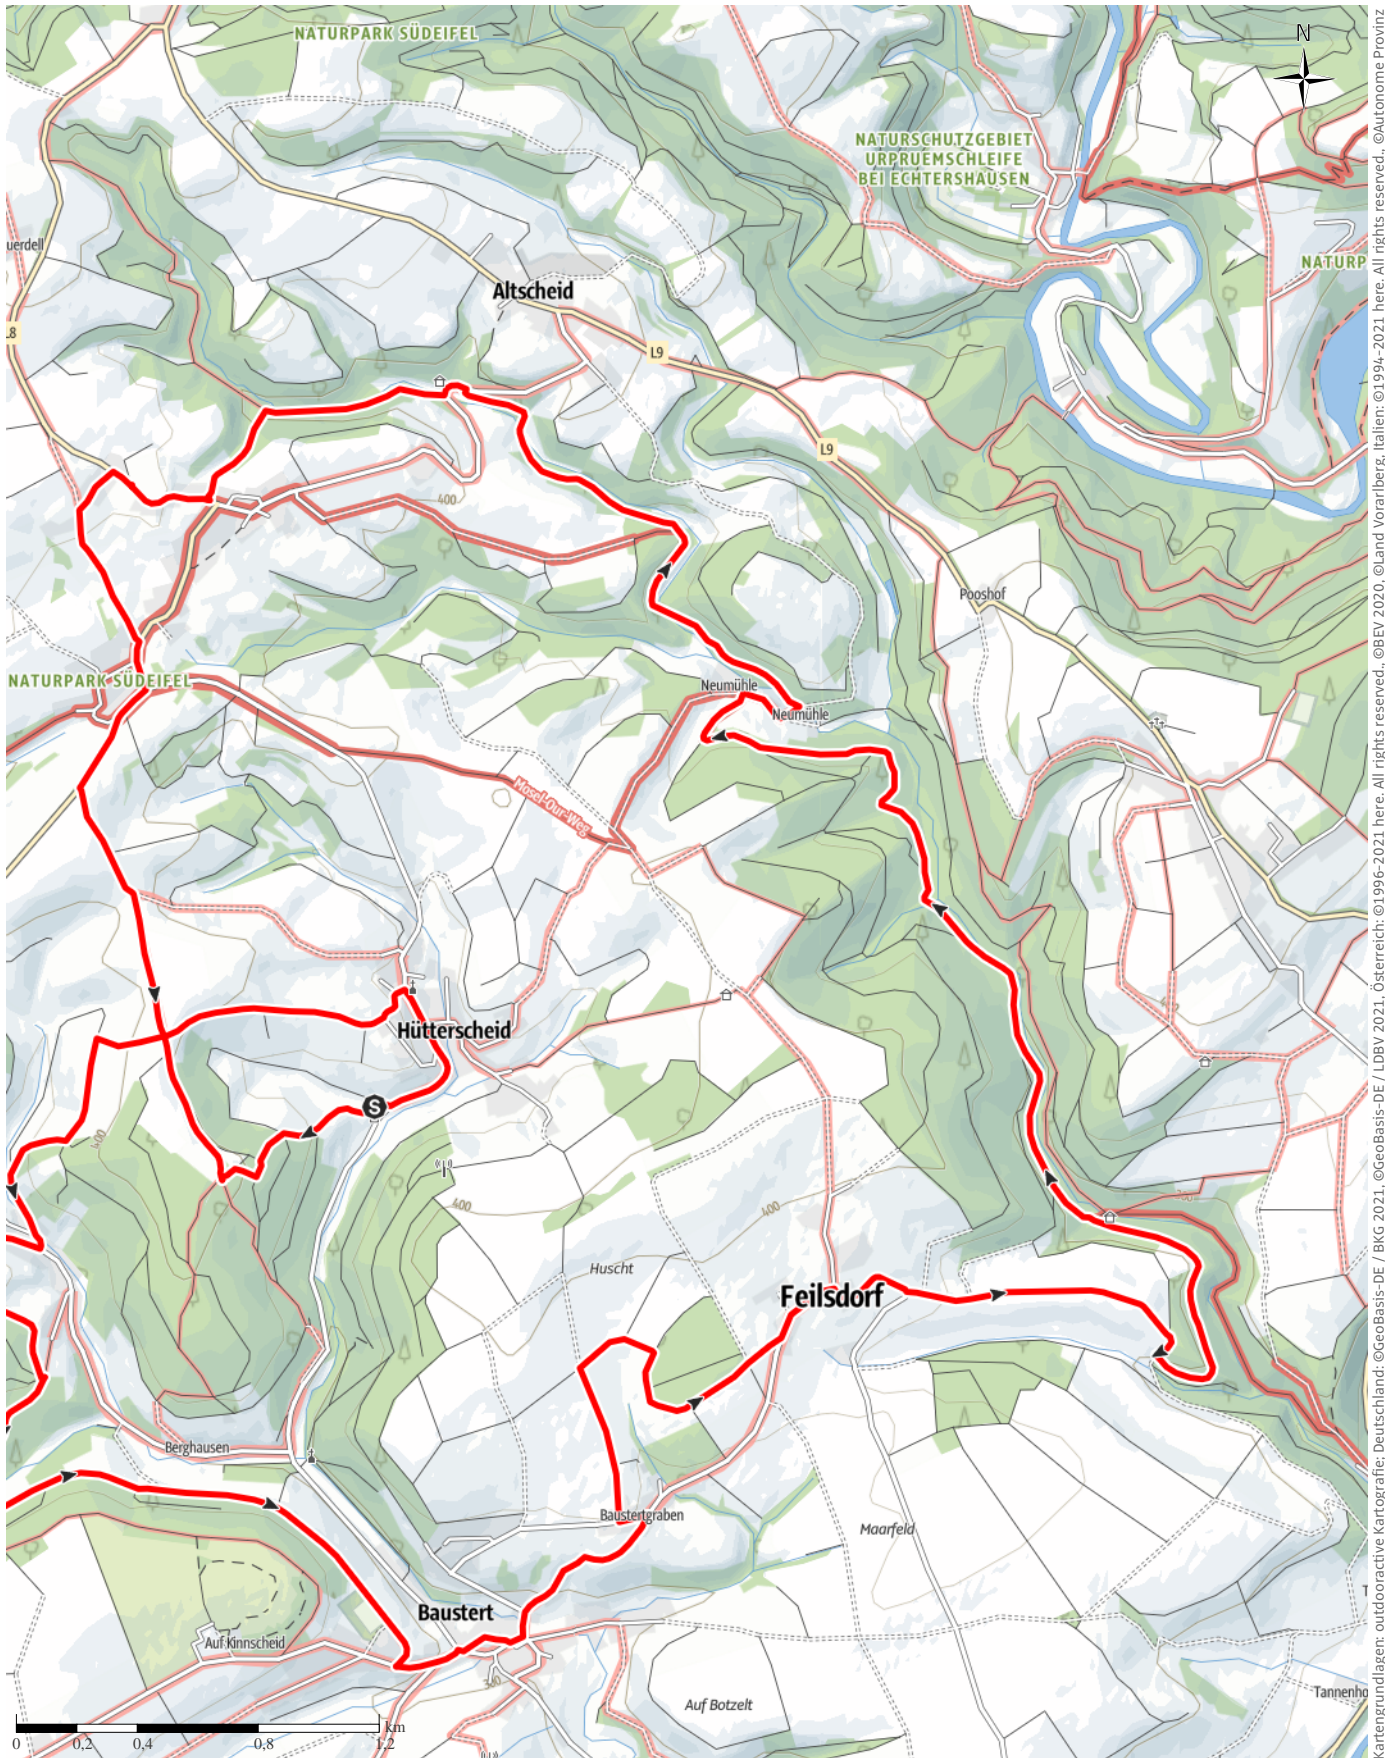 NATURPARK SÜDEIFEL
N
NATURSCHUTZGEBIET
URPRUEMSCHLEIFE
BEI ECHTERSHAUSEN
uerdell
NATURP
Altscheid
L8
L9
L9
400
Pooshof
NATURPARK SÜDEIFEL
Neumühle
Neumühle
Mosel-Our-Weg
Hütterscheid
S
400
400
400
Huscht
Feilsdorf
Berghausen
Baustertgraben
Maarfeld
Baustert
Auf Kinnscheid
Auf Botzelt
Tannenho
km
0 0,2 0,4 0,8 1,2
artengrundlagen: outdooractive Kartografie; Deutschland: ©GeoBasis-DE / BKG 2021, ©GeoBasis-DE / LDBV 2021, Österreich: ©1996-2021 here. All rights reserved., ©BEV 2020, ©Land Vorarlberg, Italien: ©1994-2021 here. All rights reserved., ©Autonome Provinz